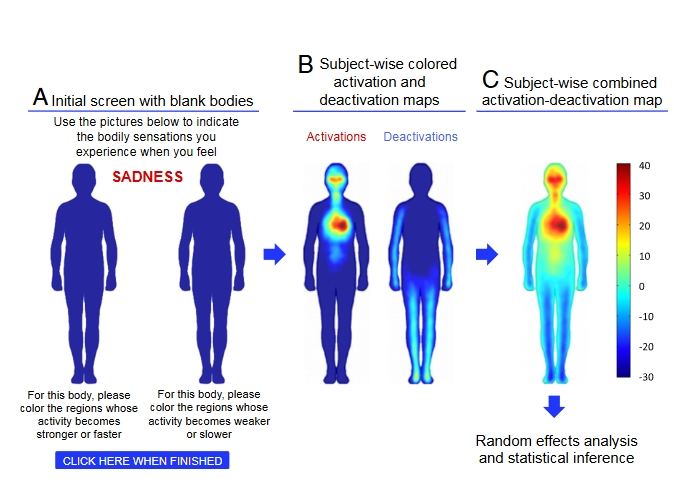 A Initial screen with blank bodies
Use the pictures below to indicate
the bodily sensations you
experience when you feel
SADNESS
For this body, please
color the regions whose
activity becomes
stronger or faster
For this body, please
color the regions whose
activity becomes weaker
or slower
CLICK HERE WHEN FINISHED
B Subject-wise colored
activation and
deactivation maps
Activations
Deactivations
C Subject-wise combined
activation-deactivation map
40
30
20
10
0
-10
-20
-30
Random effects analysis
and statistical inference